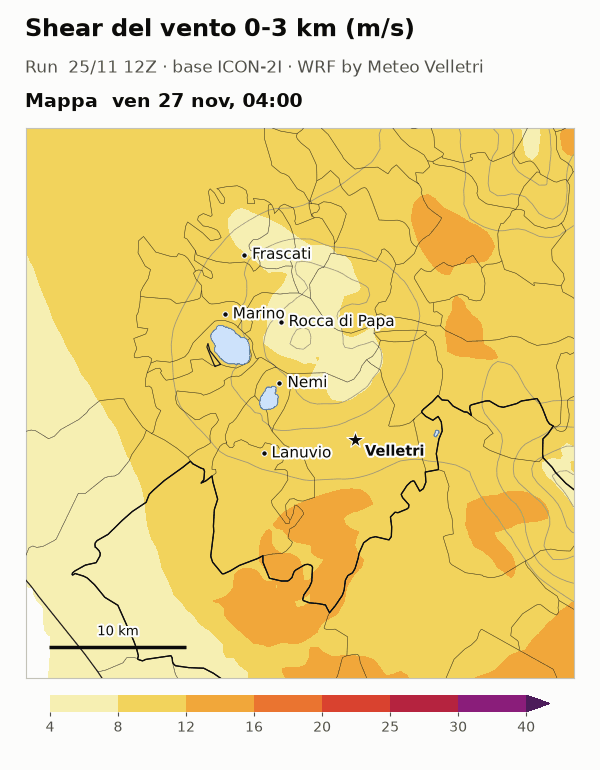 Shear del vento 0-3 km (m/s)
Run  25/11 12Z · base ICON-2I · WRF by Meteo Velletri
Mappa  ven 27 nov, 04:00
Frascati
Marino
Rocca di Papa
Nemi
Velletri
Lanuvio
10 km
4 8 12 16 20 25 30 40